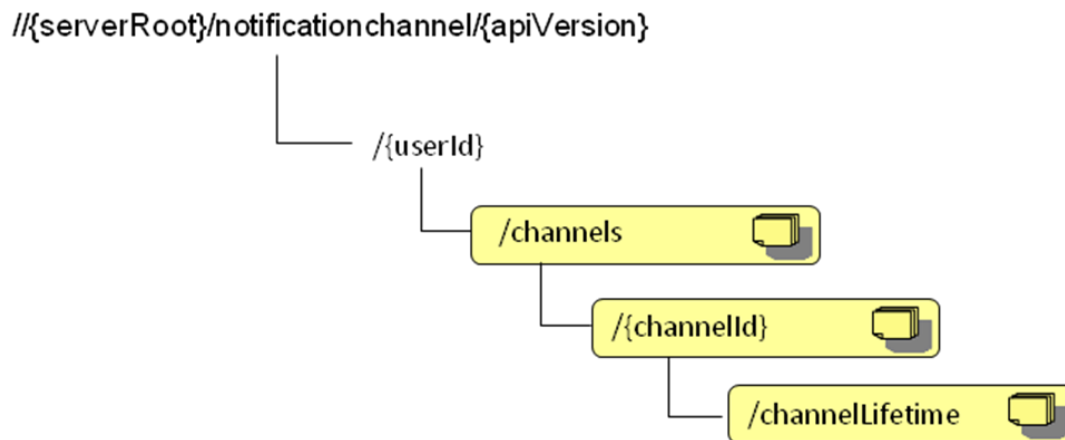 //{serverRoot}/notificationchannel/{apiVersion}
/{userId}
/channels
/{channelId}
/channelLifetime